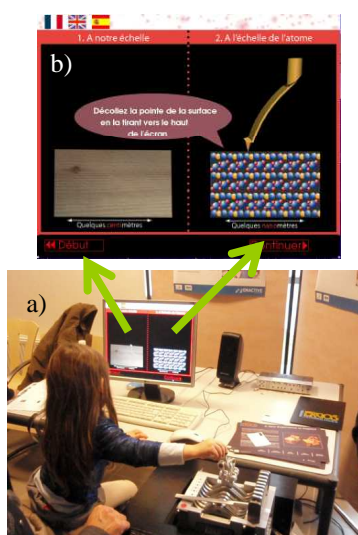 1. A notre échelle
2. A l'échelle de l'atome
b)
Décollez la pointe de la surface
en la tirant vers le haut
de l'écran
Quelques centimètres
Quelques nanomètres
Début
Continuer
a)